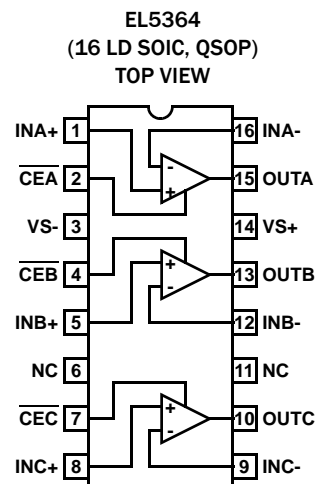 EL5364
(16 LD SOIC, QSOP)
TOP VIEW
INA+ 1 16 INA-
- +
CEA 2 15 OUTA
VS- 3 14 VS+
CEB 4 + 13 OUTB
-
INB+ 5 12 INB-
NC 6 11 NC
CEC 7 + 10 OUTC
-
INC+ 8 9 INC-